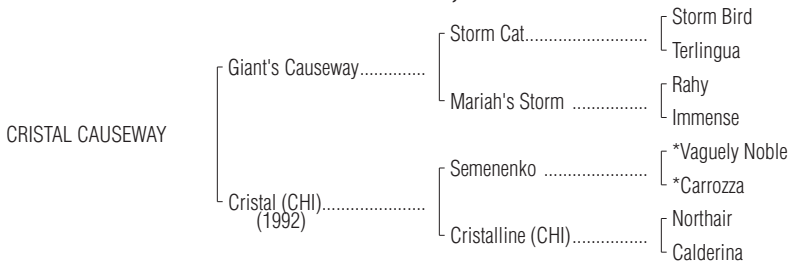 Storm Bird
Storm Cat..............................
Terlingua
Giant's Causeway..............
Rahy
Mariah's Storm ..................
Immense
CRISTAL CAUSEWAY
*Vaguely Noble
Semenenko .........................
*Carrozza
Cristal (CHI).........................
(1992)
Northair
Cristalline (CHI)..................
Calderina